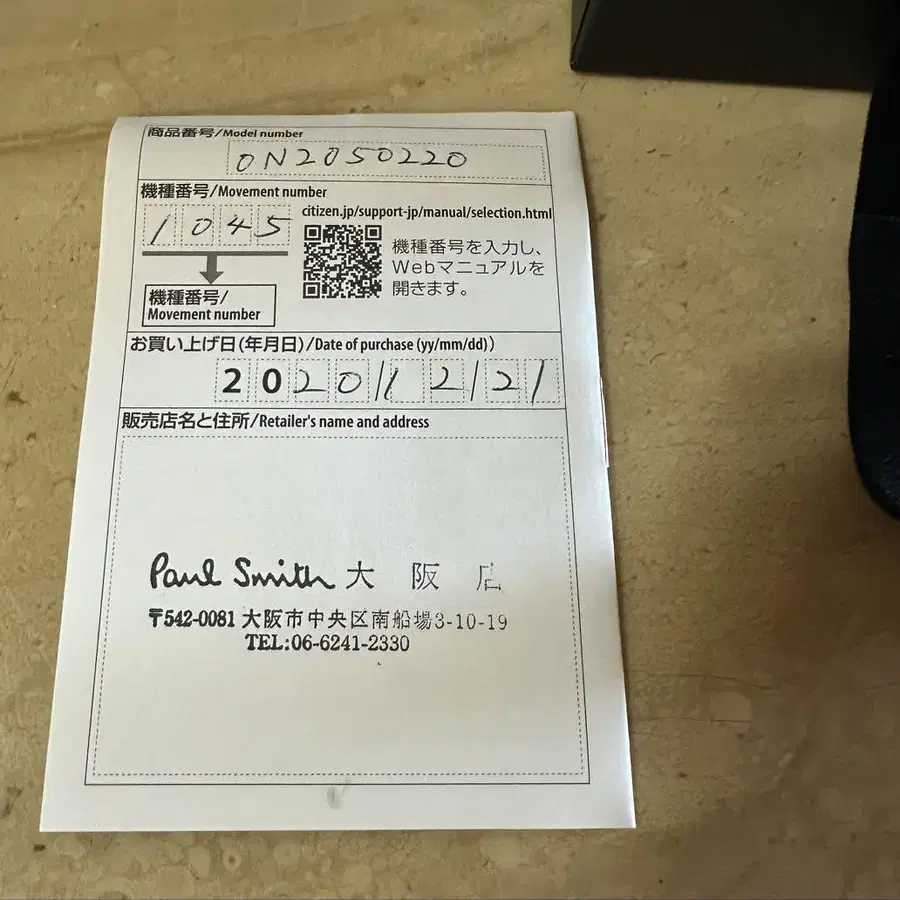 商品番号/Model number
0N2050220
機種番号/Movement number
1045
citizen.jp/support-jp/manual/selection.html
機種番号を入力し、
Webマニュアルを
開きます。
機種番号/
Movement number
お買い上げ日(年月日)/Date of purchase (yy/mm/dd))
2020/12/21
販売店名と住所/Retailer's name and address
Paul Smith 大 阪 店
〒542-0081 大阪市中央区南船場3-10-19
TEL:06-6241-2330